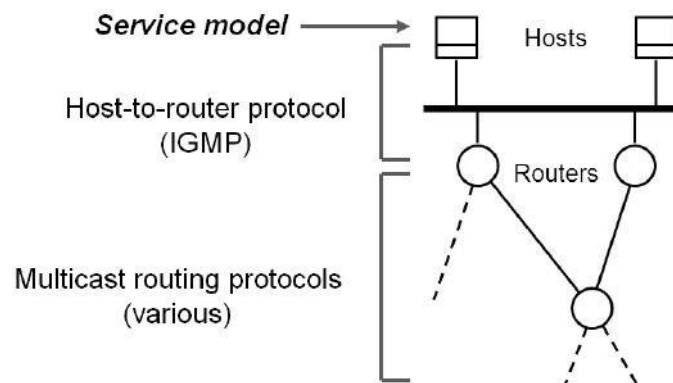 Service model
Hosts
Host-to-router protocol
(IGMP)
Routers
Multicast routing protocols
(various)